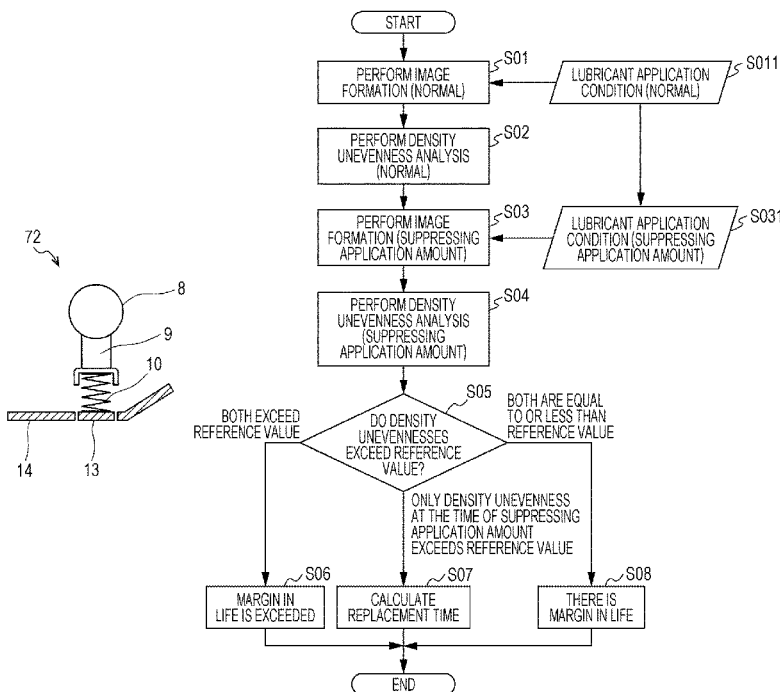 START
S01
PERFORM IMAGE
FORMATION (NORMAL)
S011
LUBRICANT APPLICATION
CONDITION (NORMAL)
S02
PERFORM DENSITY
UNEVENNESS ANALYSIS
(NORMAL)
S03
PERFORM IMAGE
FORMATION (SUPPRESSING
APPLICATION AMOUNT)
S031
LUBRICANT APPLICATION
CONDITION (SUPPRESSING
APPLICATION AMOUNT)
S04
PERFORM DENSITY
UNEVENNESS ANALYSIS
(SUPPRESSING
APPLICATION AMOUNT)
72
8
9
10
14
13
S05
DO DENSITY
UNEVENNESSES
EXCEED REFERENCE
VALUE?
BOTH EXCEED
REFERENCE VALUE
BOTH ARE EQUAL
TO OR LESS THAN
REFERENCE VALUE
ONLY DENSITY UNEVENNESS
AT THE TIME OF SUPPRESSING
APPLICATION AMOUNT
EXCEEDS REFERENCE VALUE
S06
MARGIN IN
LIFE IS EXCEEDED
S07
CALCULATE
REPLACEMENT TIME
S08
THERE IS
MARGIN IN LIFE
END